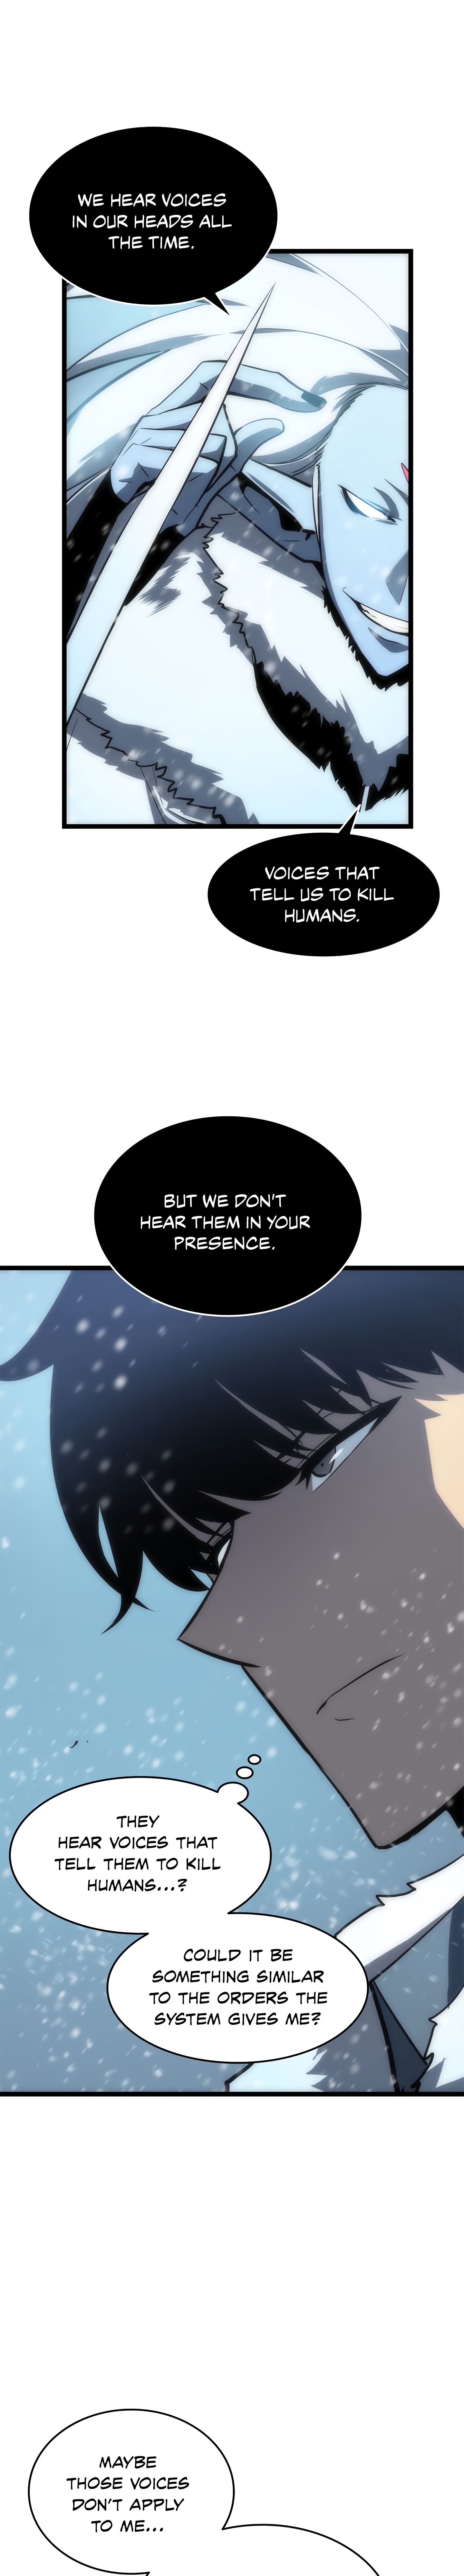 WE HEAR VOICES
IN OUR HEADS ALL
THE TIME.
VOICES THAT
TELL US TO KILL
HUMANS.
BUT WE DON'T
HEAR THEM IN YOUR
PRESENCE.
THEY
HEAR VOICES THAT
TELL THEM TO KILL
HUMANS...?
COULD IT BE
SOMETHING SIMILAR
TO THE ORDERS THE
SYSTEM GIVES ME?
MAYBE
THOSE VOICES
DON'T APPLY
TO ME...